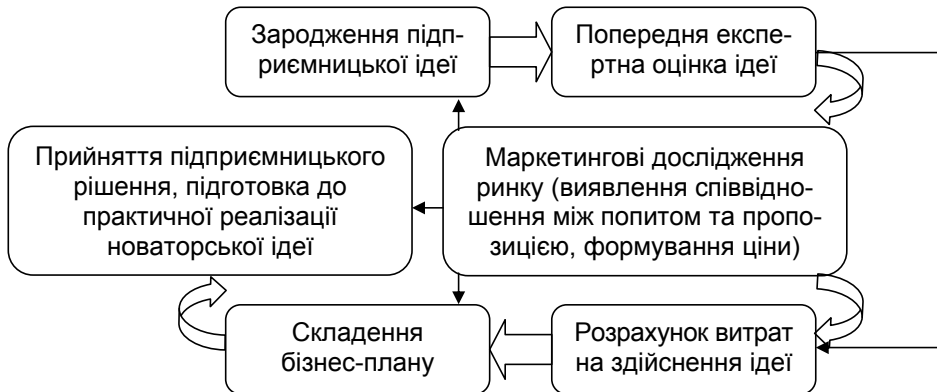 Зародження підп-
риємницької ідеї
Попередня експе-
ртна оцінка ідеї
Прийняття підприємницького
рішення, підготовка до
практичної реалізації
новаторської ідеї
Маркетингові дослідження
ринку (виявлення співвідно-
шення між попитом та пропо-
зицією, формування ціни)
Складення
бізнес-плану
Розрахунок витрат
на здійснення ідеї